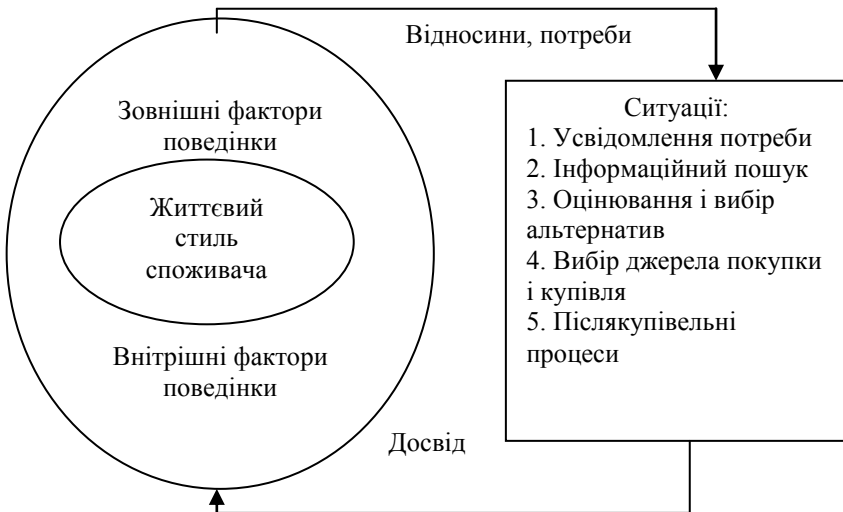 Відносини, потреби
Зовнішні фактори
поведінки
Життєвий
стиль
споживача
Внітрішні фактори
поведінки
Ситуації:
1. Усвідомлення потреби
2. Інформаційний пошук
3. Оцінювання і вибір
альтернатив
4. Вибір джерела покупки
і купівля
5. Післякупівельні
процеси
Досвід